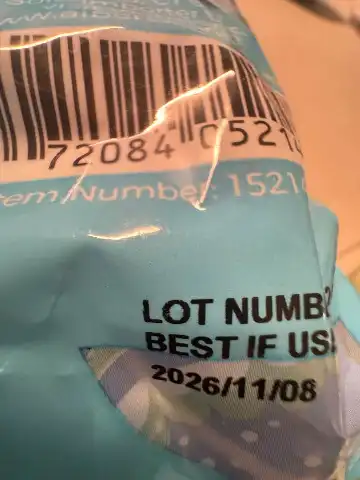 72084 0521
Item Number: 1521
LOT NUMB
BEST IF US
2026/11/08